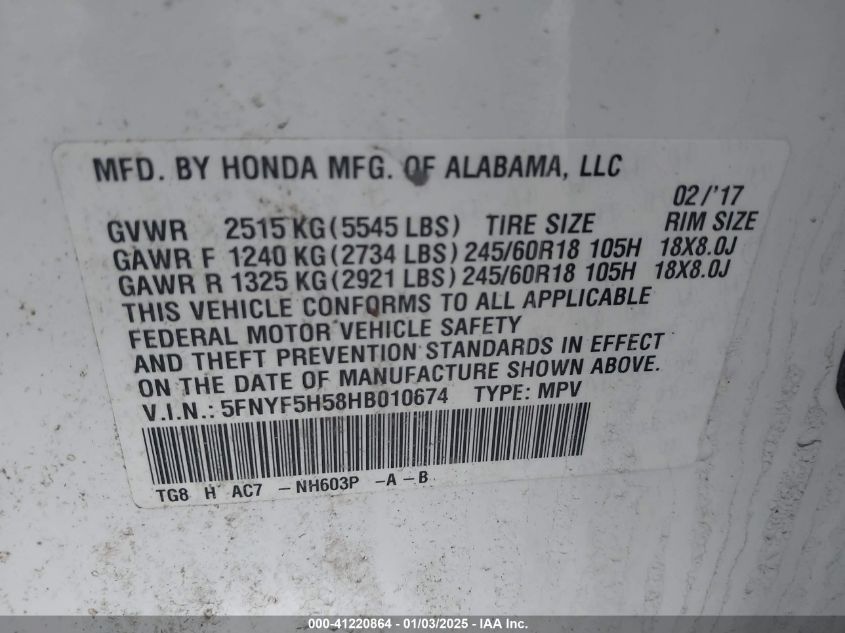 MFD. BY HONDA MFG. OF ALABAMA, LLC
02/'17
GVWR 2515 KG (5545 LBS) TIRE SIZE RIM SIZE
GAWR F 1240 KG (2734 LBS) 245/60R18 105H 18X8.0J
GAWR R 1325 KG (2921 LBS) 245/60R18 105H 18X8.0J
THIS VEHICLE CONFORMS TO ALL APPLICABLE
FEDERAL MOTOR VEHICLE SAFETY
AND THEFT PREVENTION STANDARDS IN EFFECT
ON THE DATE OF MANUFACTURE SHOWN ABOVE.
V.I.N.: 5FNYF5H58HB010674 TYPE: MPV
TG8 H AC7 -NH603P -A -B
000-41220864 - 01/03/2025 - IAA Inc.